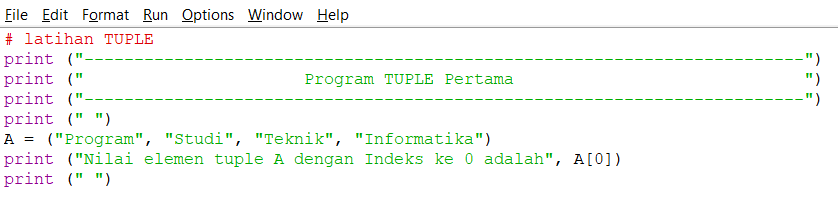 File Edit Format Run Options Window Help
# latihan TUPLE
print ("------------------------------------------------------------------------")
print ("                      Program TUPLE Pertama                             ")
print ("------------------------------------------------------------------------")
print (" ")
A = ("Program", "Studi", "Teknik", "Informatika")
print ("Nilai elemen tuple A dengan Indeks ke 0 adalah", A[0])
print (" ")